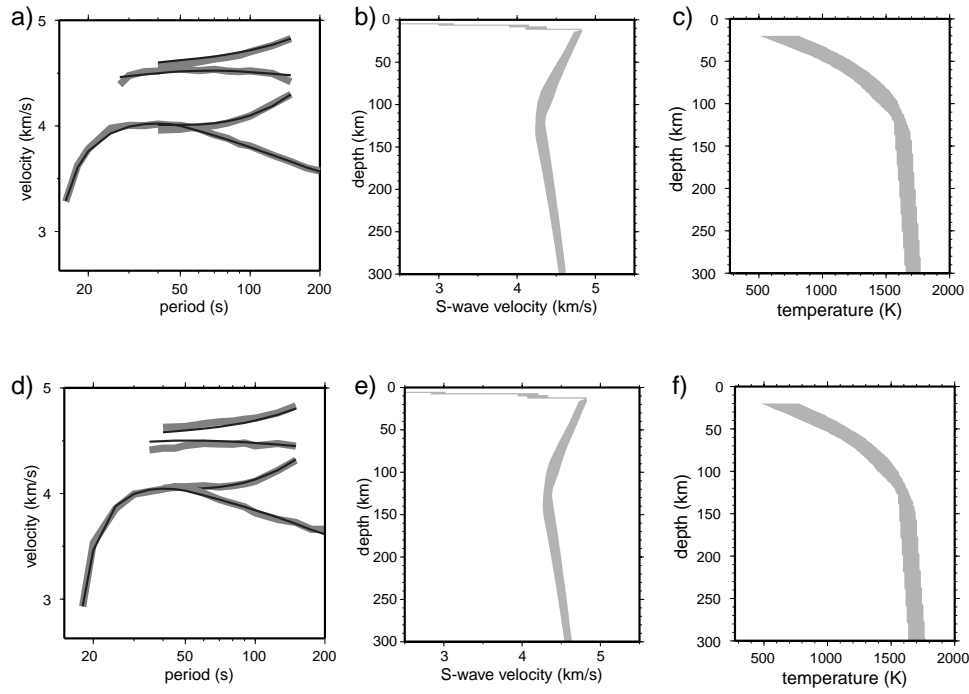 a)
5
4
3
velocity (km/s)
20 50 100 200
period (s)
b)
0
50
100
150
200
250
300
depth (km)
3 4 5
S-wave velocity (km/s)
c)
0
50
100
150
200
250
300
depth (km)
500 1000 1500 2000
temperature (K)
d)
5
4
3
velocity (km/s)
20 50 100 200
period (s)
e)
0
50
100
150
200
250
300
depth (km)
3 4 5
S-wave velocity (km/s)
f)
0
50
100
150
200
250
300
depth (km)
500 1000 1500 2000
temperature (K)